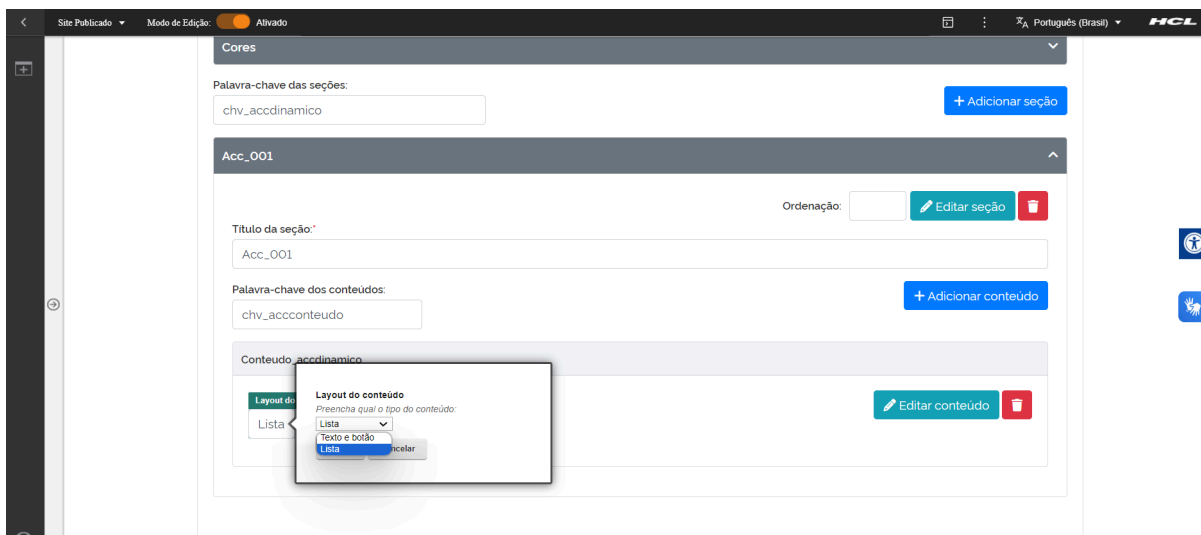 Site Publicado
Modo de Edição: Ativado
Português (Brasil)
HCL
Cores
Palavra-chave das seções:
chv_accdinamico
+ Adicionar seção
Acc_001
Ordenação:
Editar seção
Título da seção:*
Acc_001
Palavra-chave dos conteúdos:
+ Adicionar conteúdo
chv_accconteudo
Conteudo_accdinamico
Layout do
Lista
Layout do conteúdo
Preencha qual o tipo do conteúdo:
Lista
Texto e botão
Lista
ncelar
Editar conteúdo